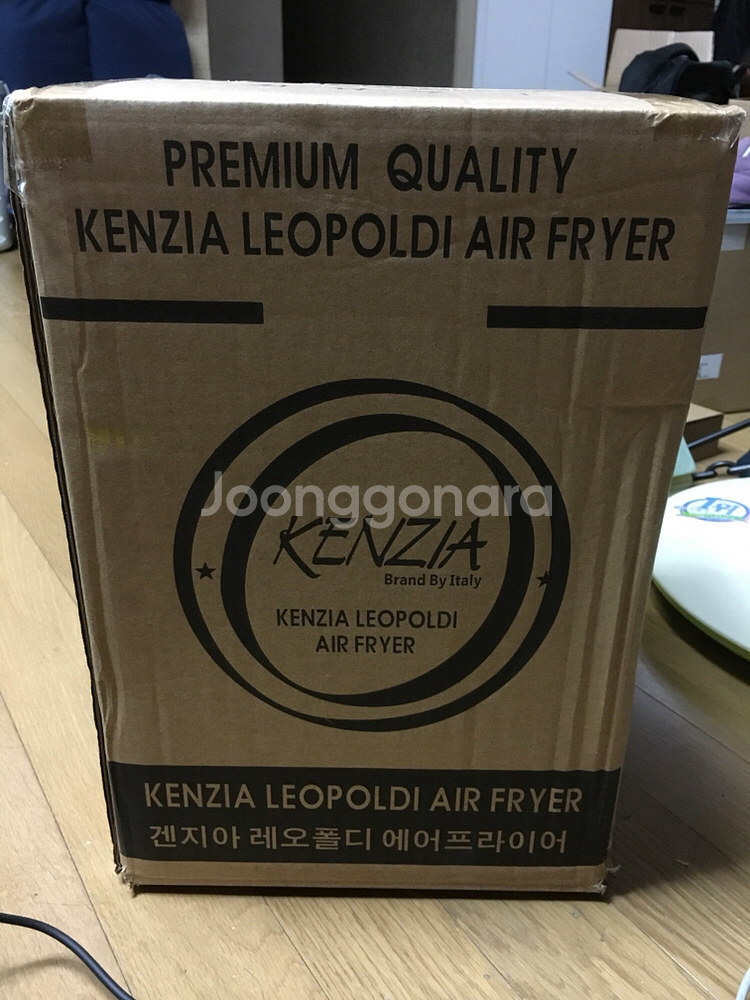 PREMIUM QUALITY
KENZIA LEOPOLDI AIR FRYER
Joonggonara
KENZIA
Brand By Italy
KENZIA LEOPOLDI
AIR FRYER
KENZIA LEOPOLDI AIR FRYER
겐지아 레오폴디 에어프라이어